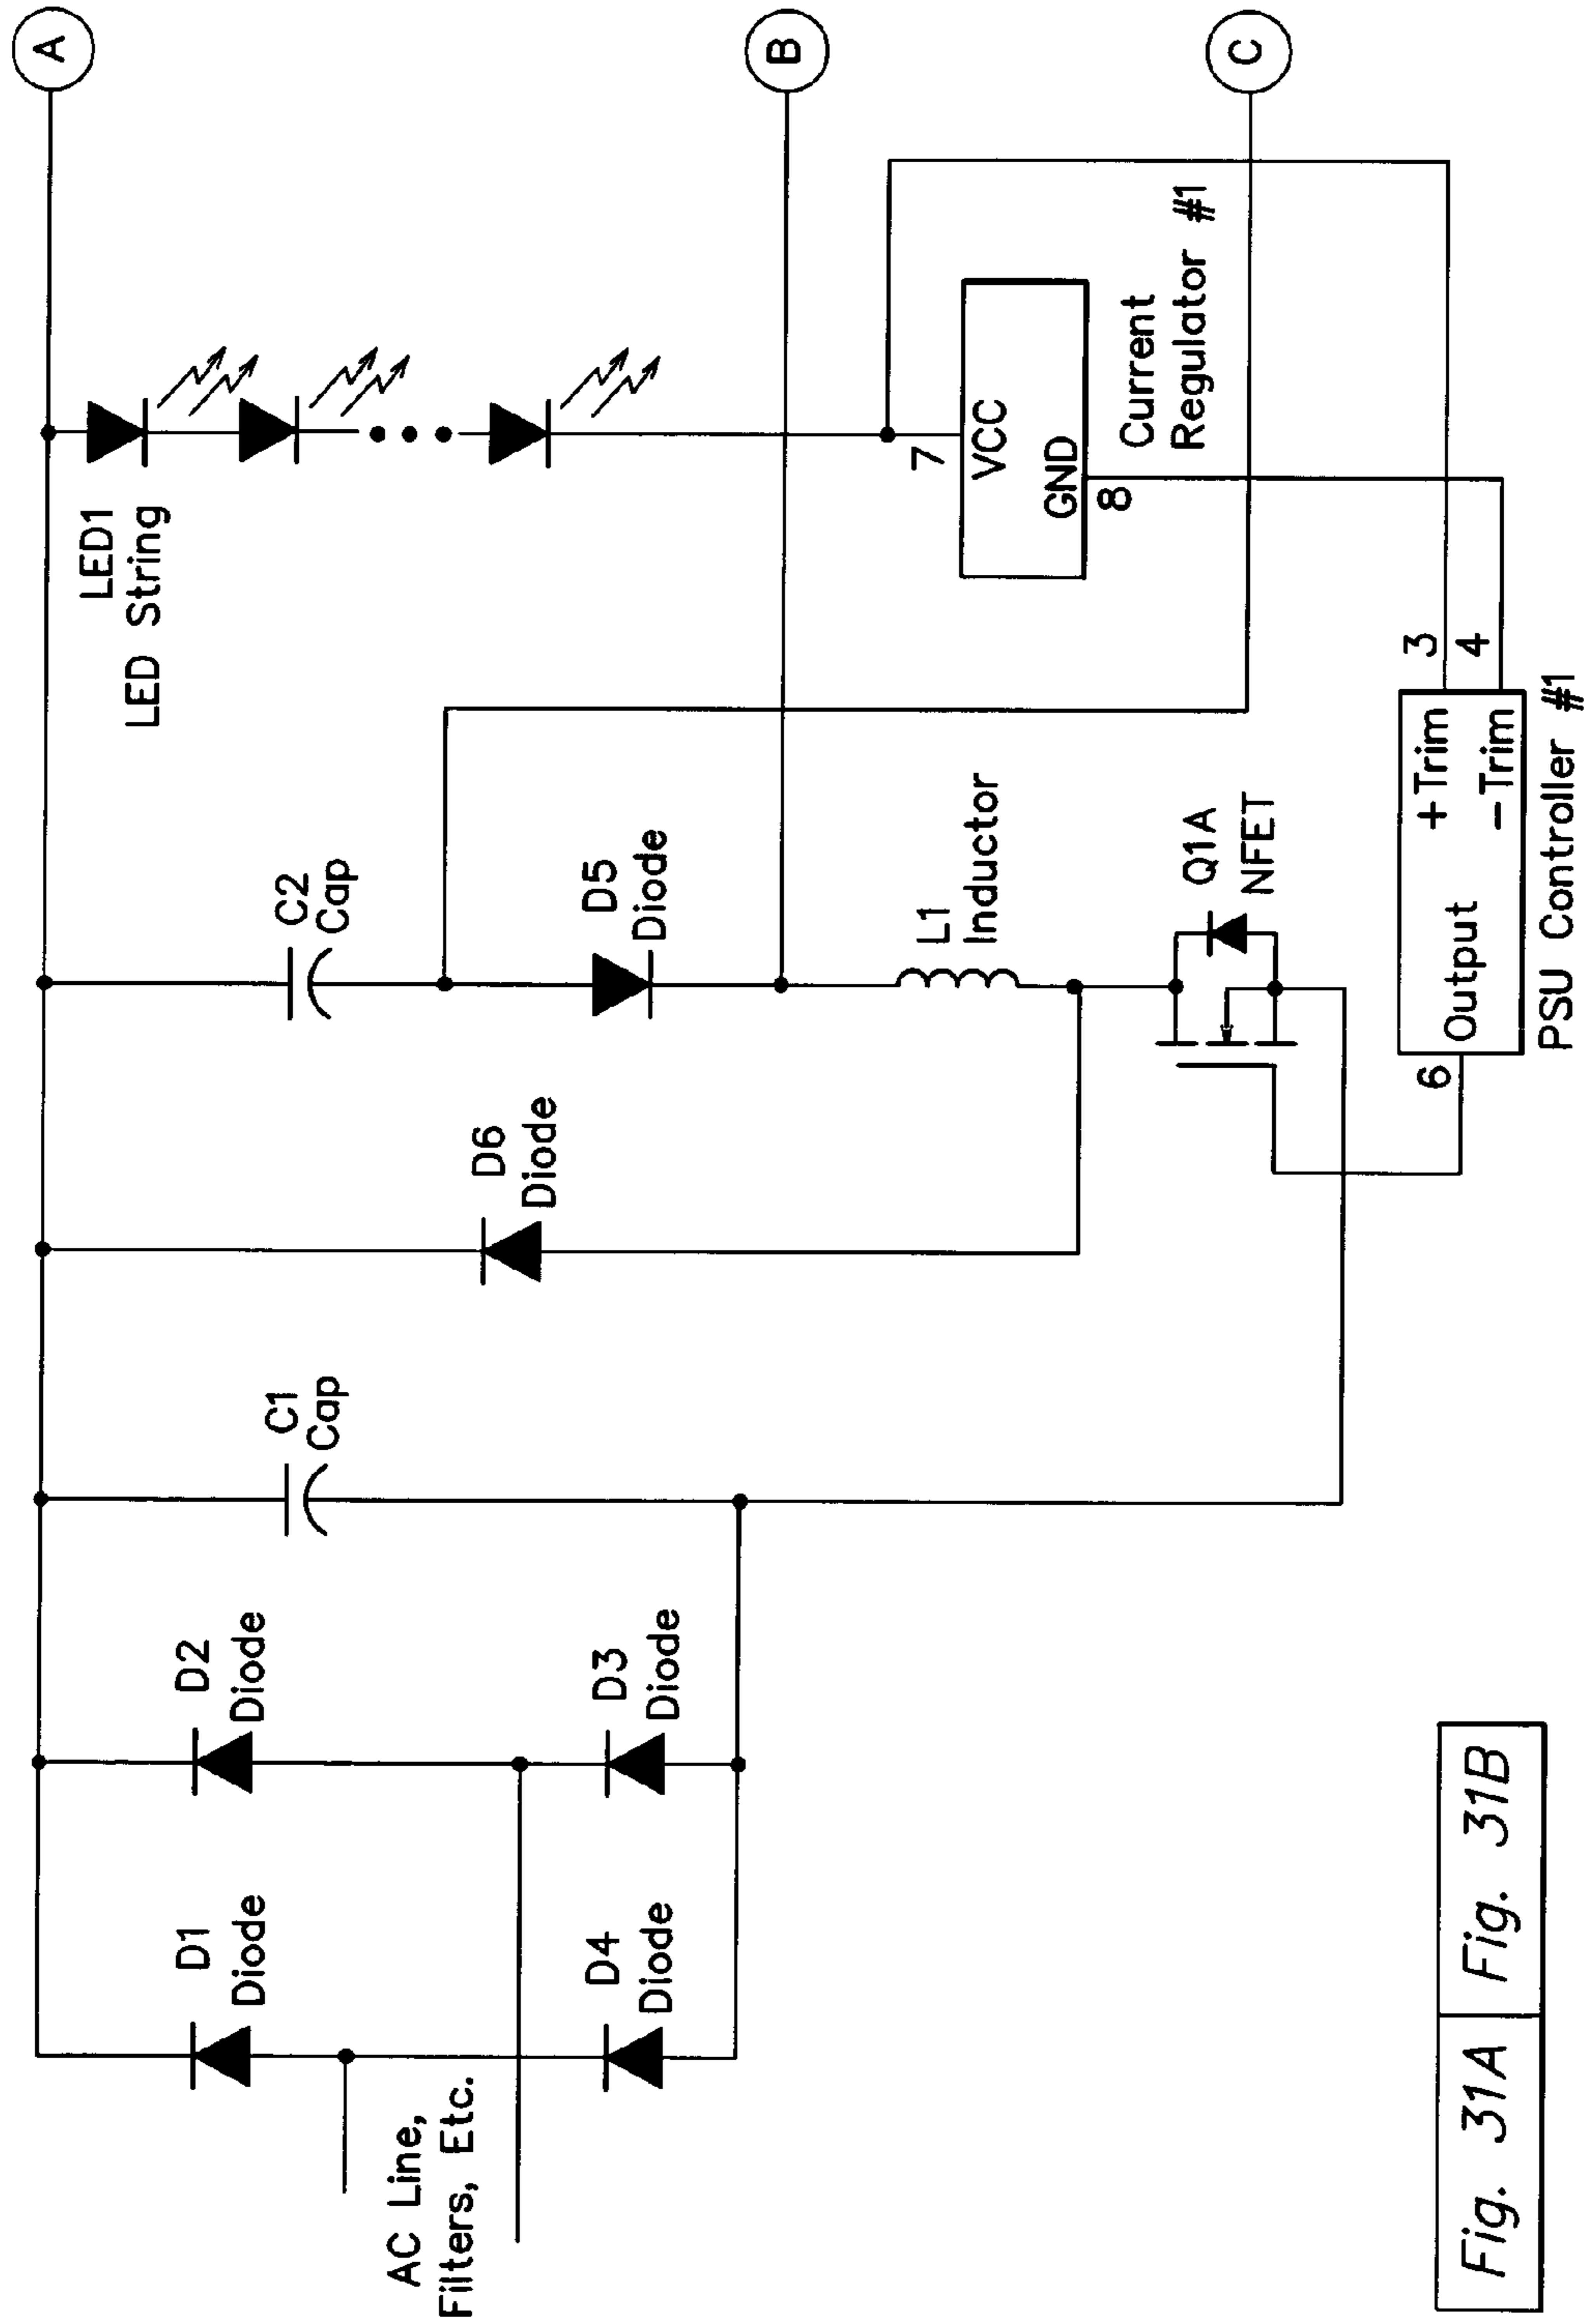 A
B
C
LED1
LED String
C2
Cap
D5
Diode
D6
Diode
C1
Cap
D2
Diode
D1
Diode
D3
Diode
D4
Diode
AC Line,
Filters, Etc.
L1
Inductor
Q1A
NFET
7
VCC
GND
8
Current
Regulator #1
3
4
+Trim
-Trim
Output
6
PSU Controller #1
Fig. 31A
Fig. 31B